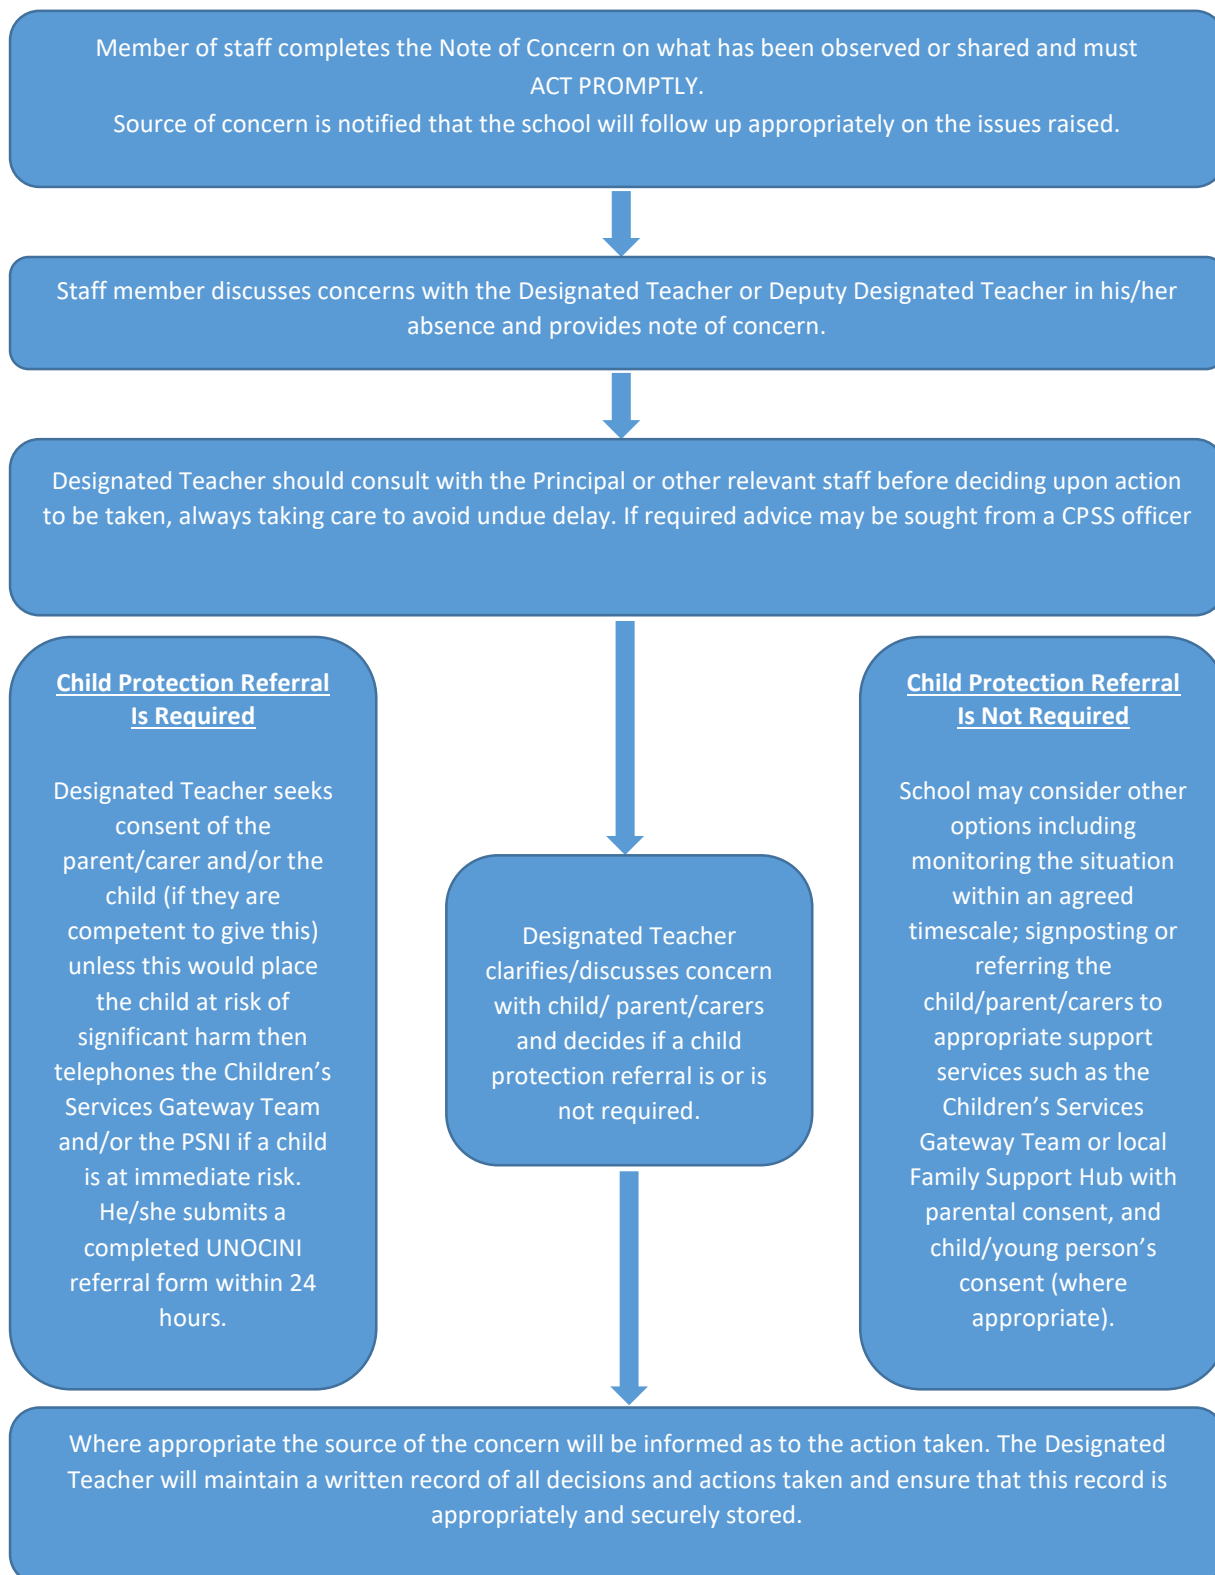 Member of staff completes the Note of Concern on what has been observed or shared and must
ACT PROMPTLY.
Source of concern is notified that the school will follow up appropriately on the issues raised.
Staff member discusses concerns with the Designated Teacher or Deputy Designated Teacher in his/her
absence and provides note of concern.
Designated Teacher should consult with the Principal or other relevant staff before deciding upon action
to be taken, always taking care to avoid undue delay. If required advice may be sought from a CPSS officer
Child Protection Referral
Is Required
Designated Teacher seeks
consent of the
parent/carer and/or the
child (if they are
competent to give this)
unless this would place
the child at risk of
significant harm then
telephones the Children’s
Services Gateway Team
and/or the PSNI if a child
is at immediate risk.
He/she submits a
completed UNOCINI
referral form within 24
hours.
Designated Teacher
clarifies/discusses concern
with child/ parent/carers
and decides if a child
protection referral is or is
not required.
Child Protection Referral
Is Not Required
School may consider other
options including
monitoring the situation
within an agreed
timescale; signposting or
referring the
child/parent/carers to
appropriate support
services such as the
Children’s Services
Gateway Team or local
Family Support Hub with
parental consent, and
child/young person’s
consent (where
appropriate).
Where appropriate the source of the concern will be informed as to the action taken. The Designated
Teacher will maintain a written record of all decisions and actions taken and ensure that this record is
appropriately and securely stored.